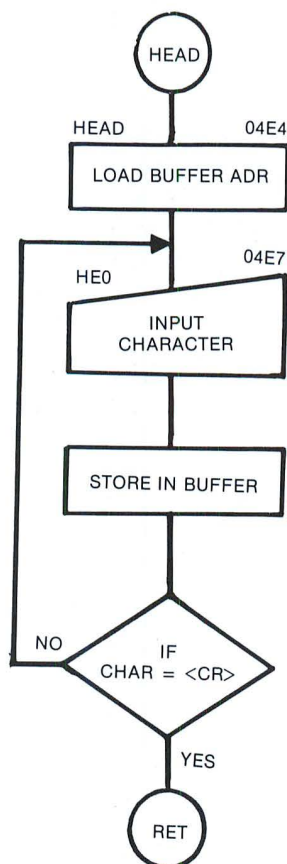 HEAD
HEAD 04E4
LOAD BUFFER ADR
HE0 04E7
INPUT
CHARACTER
STORE IN BUFFER
NO
IF
CHAR = <CR>
YES
RET